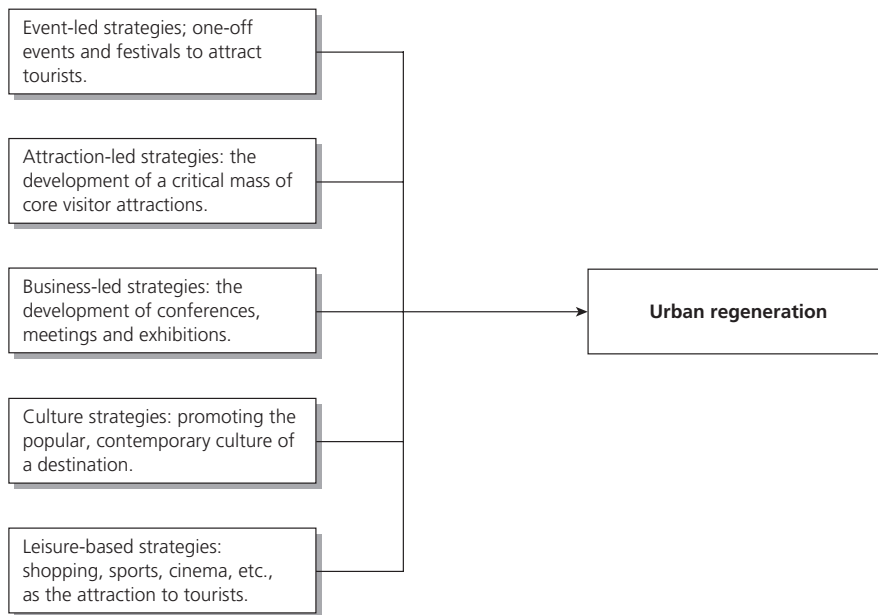 Event-led strategies; one-off
events and festivals to attract
tourists.
Attraction-led strategies: the
development of a critical mass of
core visitor attractions.
Business-led strategies: the
development of conferences,
meetings and exhibitions.
Urban regeneration
Culture strategies: promoting the
popular, contemporary culture of
a destination.
Leisure-based strategies:
shopping, sports, cinema, etc.,
as the attraction to tourists.